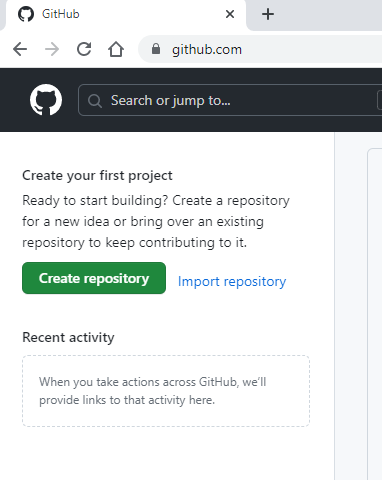 GitHub
github.com
Search or jump to...
Create your first project
Ready to start building? Create a repository
for a new idea or bring over an existing
repository to keep contributing to it.
Create repository
Import repository
Recent activity
When you take actions across GitHub, we'll
provide links to that activity here.